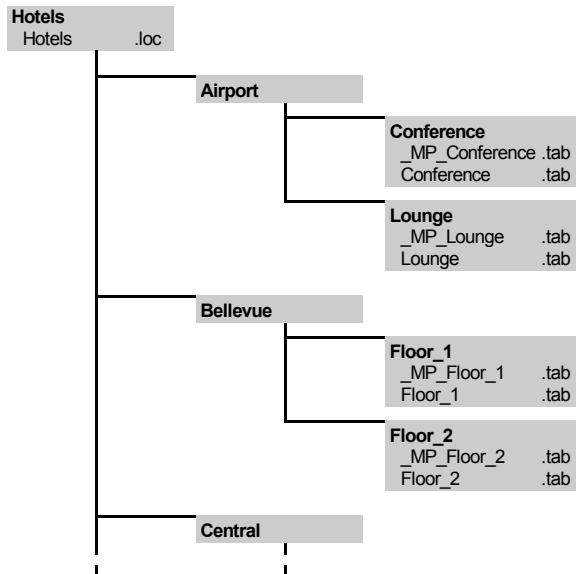 Hotels
Hotels .loc
Airport
Conference
_MP_Conference .tab
Conference .tab
Lounge
_MP_Lounge .tab
Lounge .tab
Bellevue
Floor_1
_MP_Floor_1 .tab
Floor_1 .tab
Floor_2
_MP_Floor_2 .tab
Floor_2 .tab
Central